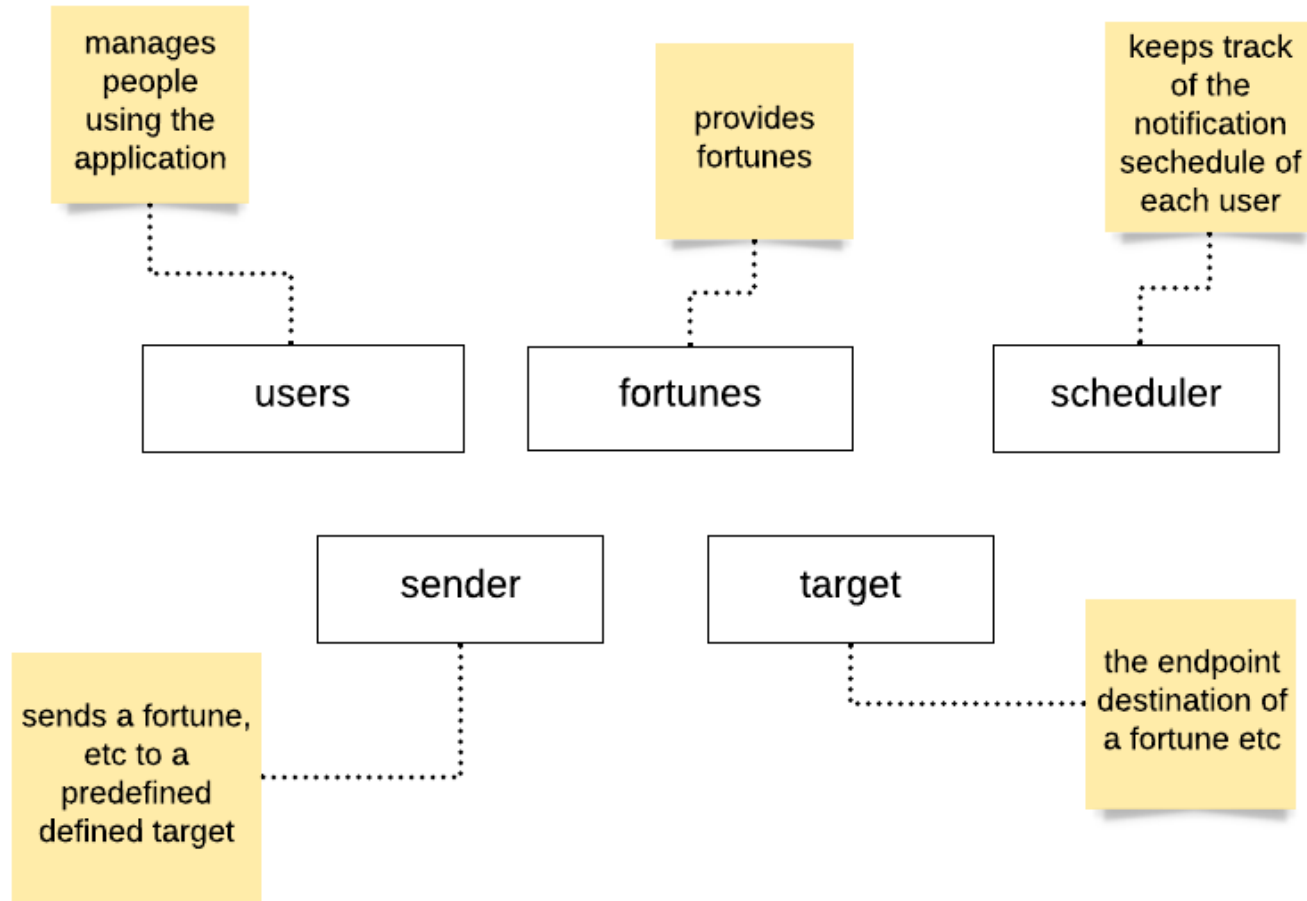 manages
people
using the
application
provides
fortunes
keeps track
of the
notification
sechedule of
each user
users
fortunes
scheduler
sender
target
sends a fortune,
etc to a
predefined
defined target
the endpoint
destination of
a fortune etc